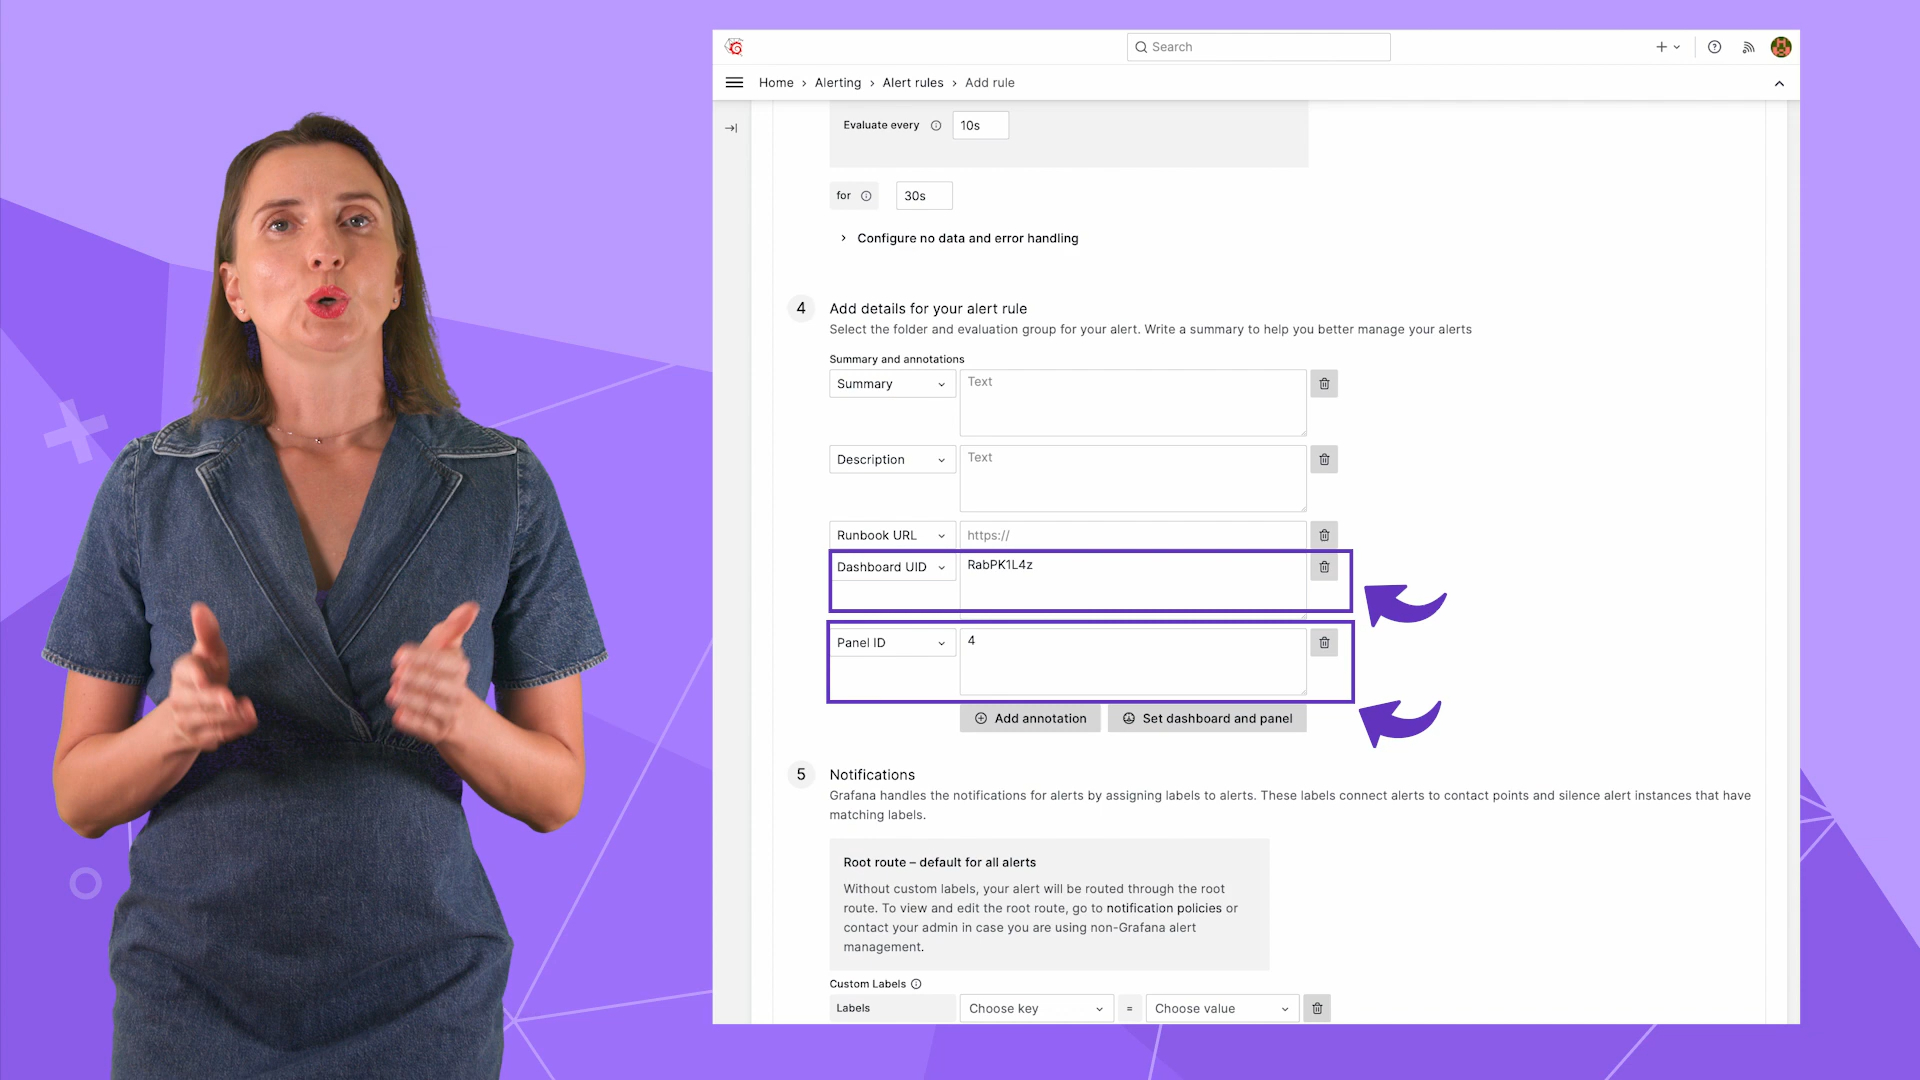 Search
Home > Alerting > Alert rules > Add rule
Evaluate every 10s
for 30s
Configure no data and error handling
4 Add details for your alert rule
Select the folder and evaluation group for your alert. Write a summary to help you better manage your alerts
Summary and annotations
Summary Text
Description Text
Runbook URL https://
Dashboard UID RabPK1L4z
Panel ID 4
Add annotation Set dashboard and panel
5 Notifications
Grafana handles the notifications for alerts by assigning labels to alerts. These labels connect alerts to contact points and silence alert instances that have
matching labels.
Root route – default for all alerts
Without custom labels, your alert will be routed through the root
route. To view and edit the root route, go to notification policies or
contact your admin in case you are using non-Grafana alert
management.
Custom Labels
Labels Choose key = Choose value